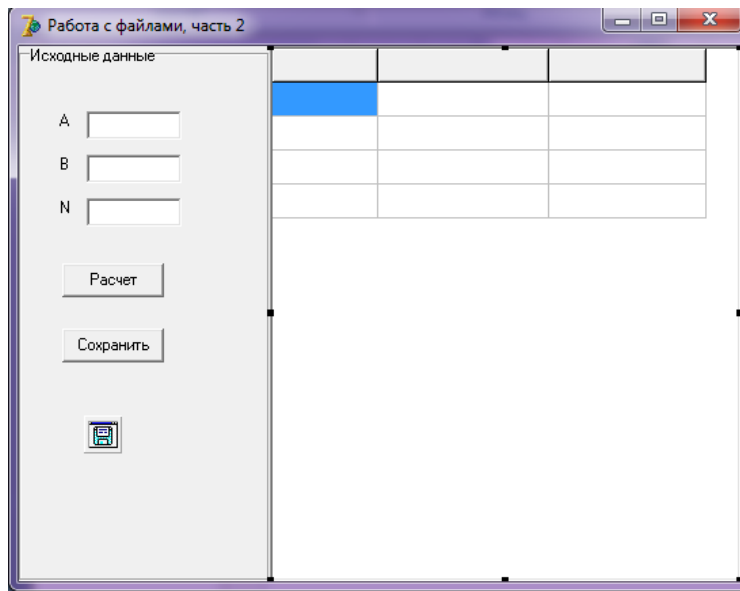 Работа с файлами, часть 2
Исходные данные
A
B
N
Расчет
Сохранить